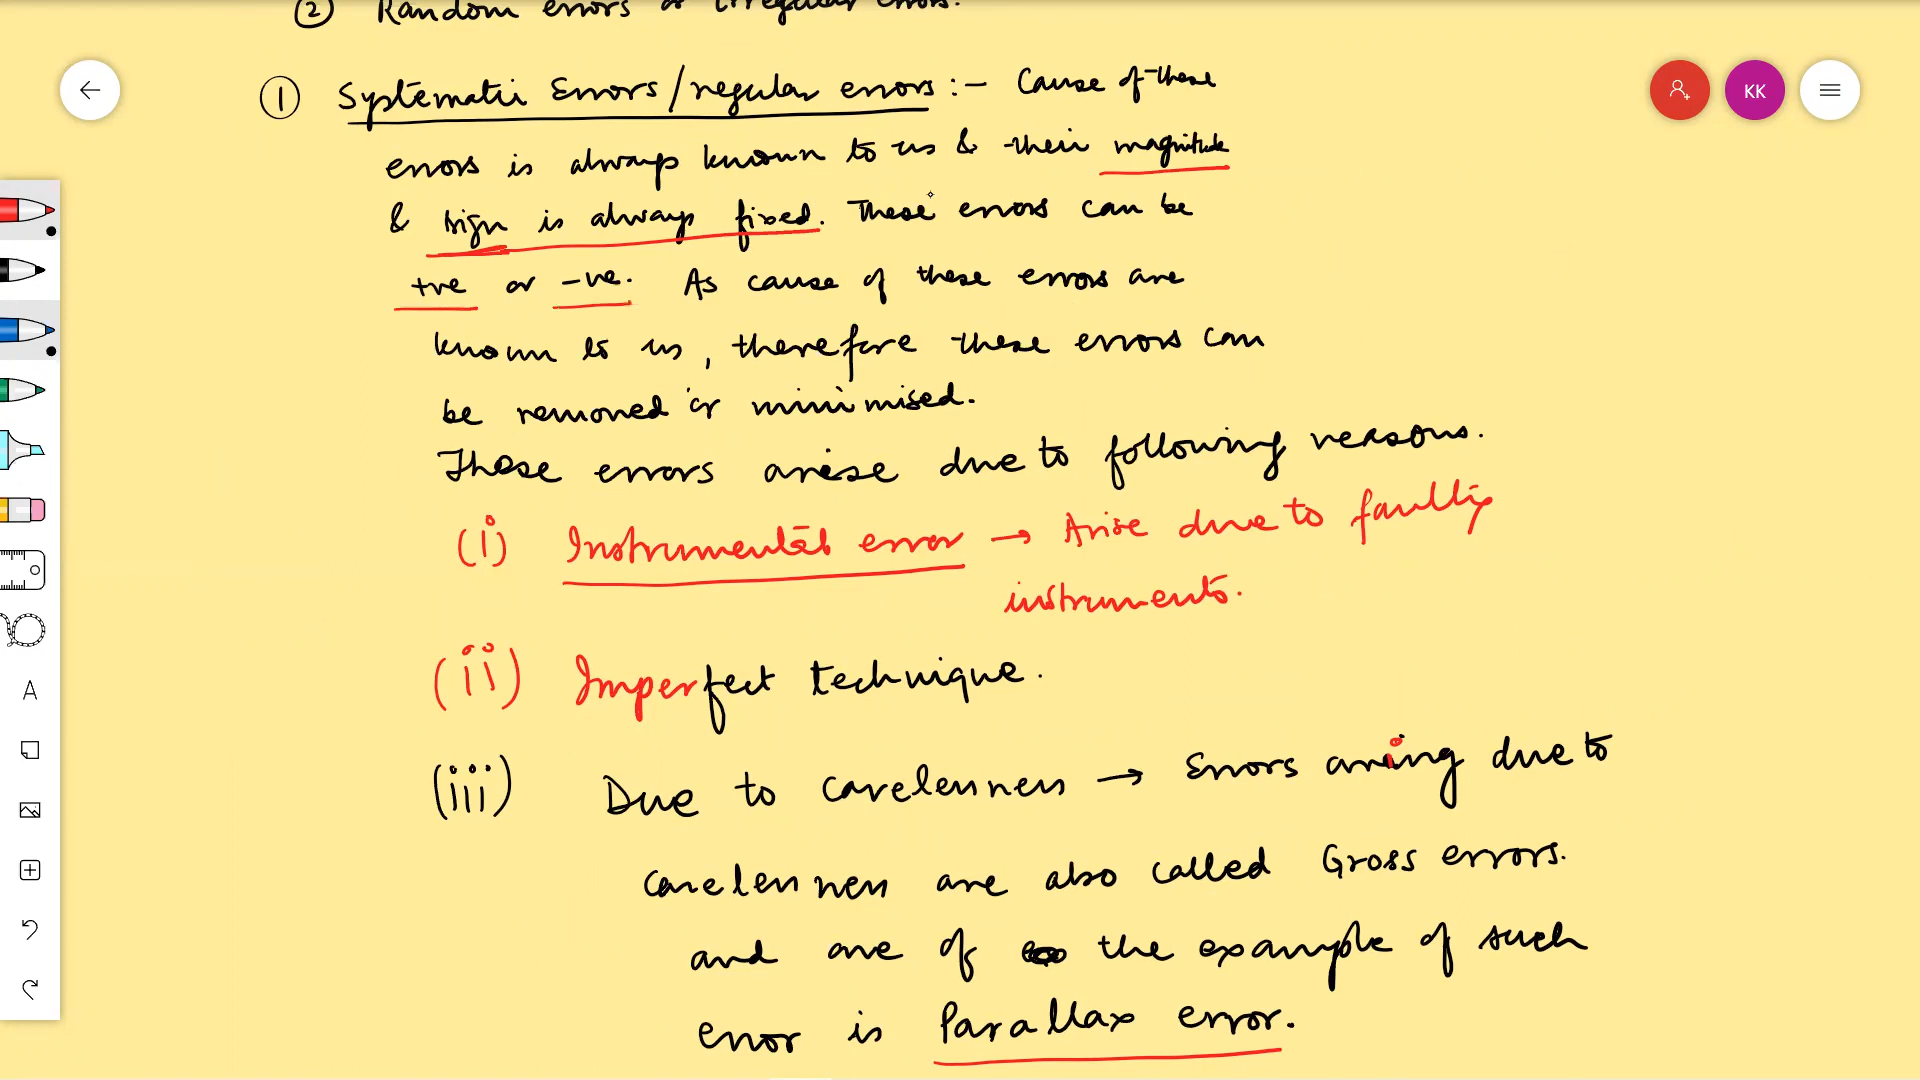 ② Random errors or irregular errors.
① Systematic Errors/regular errors :- Cause of these
errors is always known to us & their magnitude
& sign is always fixed. These errors can be
+ve or -ve. As cause of these errors are
known to us, therefore these errors can
be removed or minimised.
These errors arise due to following reasons.
(i) Instrumental error → Arise due to faulty
instruments.
(ii) Imperfect technique.
(iii) Due to carelessness → Errors arising due to
carelessness are also called Gross errors.
and one of the example of such
error is Parallax error.
KK
A